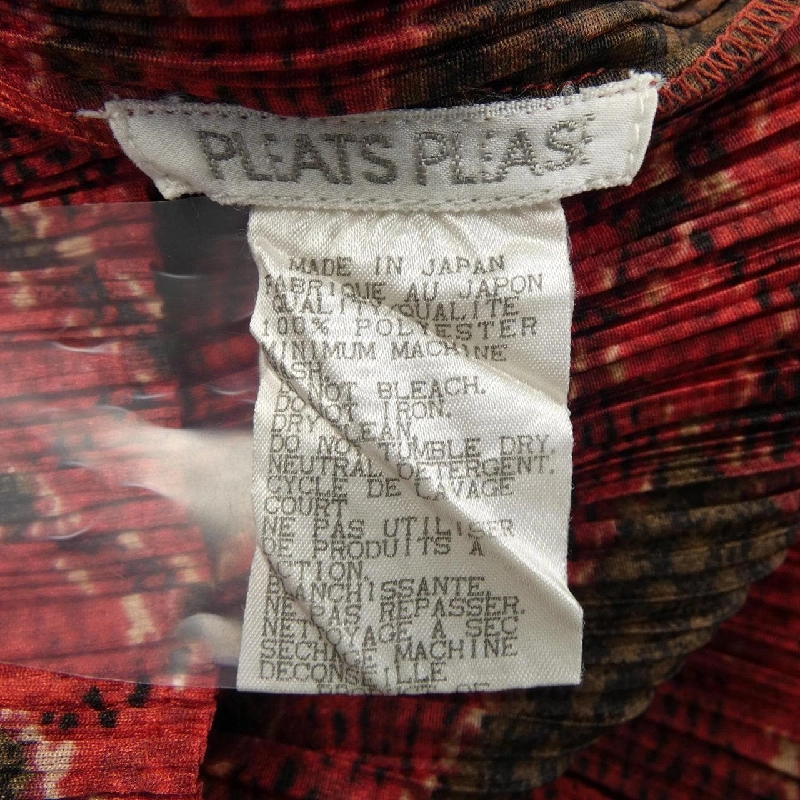 PLEATS PLEASE
MADE IN JAPAN
FABRIQUE AU JAPON
QUALITY QUALITE
100% POLYESTER
MINIMUM MACHINE
WASH.
DO NOT BLEACH.
DO NOT IRON.
DRY CLEAN.
DO NOT TUMBLE DRY.
NEUTRAL DETERGENT.
CYCLE DE LAVAGE
COURT
NE PAS UTILISER
DE PRODUITS A
ACTION
BLANCHISSANTE.
NE PAS REPASSER.
NETTOYAGE A SEC
SECHAGE MACHINE
DECONSEILLE